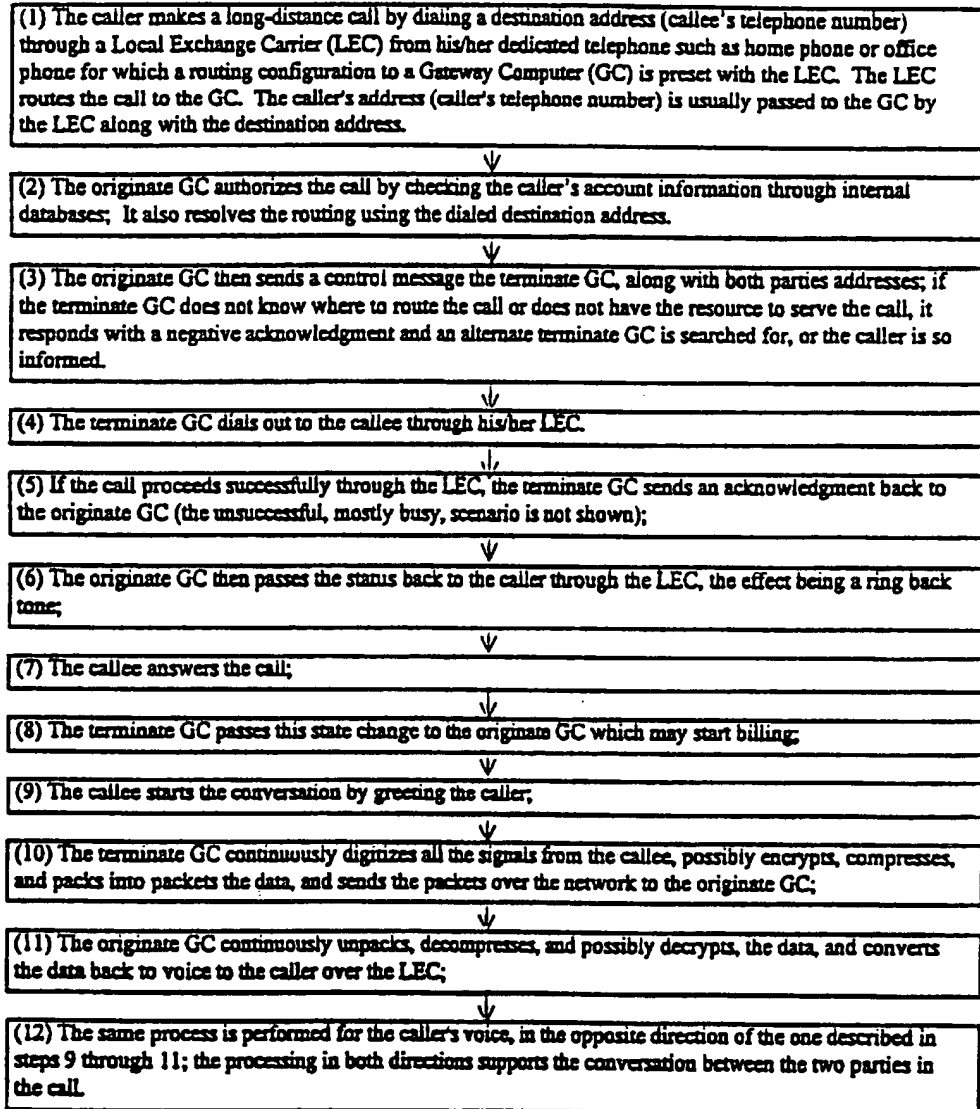 (1) The caller makes a long-distance call by dialing a destination address (callee's telephone number)
through a Local Exchange Carrier (LEC) from his/her dedicated telephone such as home phone or office
phone for which a routing configuration to a Gateway Computer (GC) is preset with the LEC. The LEC
routes the call to the GC. The caller's address (caller's telephone number) is usually passed to the GC by
the LEC along with the destination address.
(2) The originate GC authorizes the call by checking the caller's account information through internal
databases; It also resolves the routing using the dialed destination address.
(3) The originate GC then sends a control message the terminate GC, along with both parties addresses; if
the terminate GC does not know where to route the call or does not have the resource to serve the call, it
responds with a negative acknowledgment and an alternate terminate GC is searched for, or the caller is so
informed.
(4) The terminate GC dials out to the callee through his/her LEC.
(5) If the call proceeds successfully through the LEC, the terminate GC sends an acknowledgment back to
the originate GC (the unsuccessful, mostly busy, scenario is not shown);
(6) The originate GC then passes the status back to the caller through the LEC, the effect being a ring back
tone;
(7) The callee answers the call;
(8) The terminate GC passes this state change to the originate GC which may start billing;
(9) The callee starts the conversation by greeting the caller;
(10) The terminate GC continuously digitizes all the signals from the callee, possibly encrypts, compresses,
and packs into packets the data, and sends the packets over the network to the originate GC;
(11) The originate GC continuously unpacks, decompresses, and possibly decrypts, the data, and converts
the data back to voice to the caller over the LEC;
(12) The same process is performed for the caller's voice, in the opposite direction of the one described in
steps 9 through 11; the processing in both directions supports the conversation between the two parties in
the call.